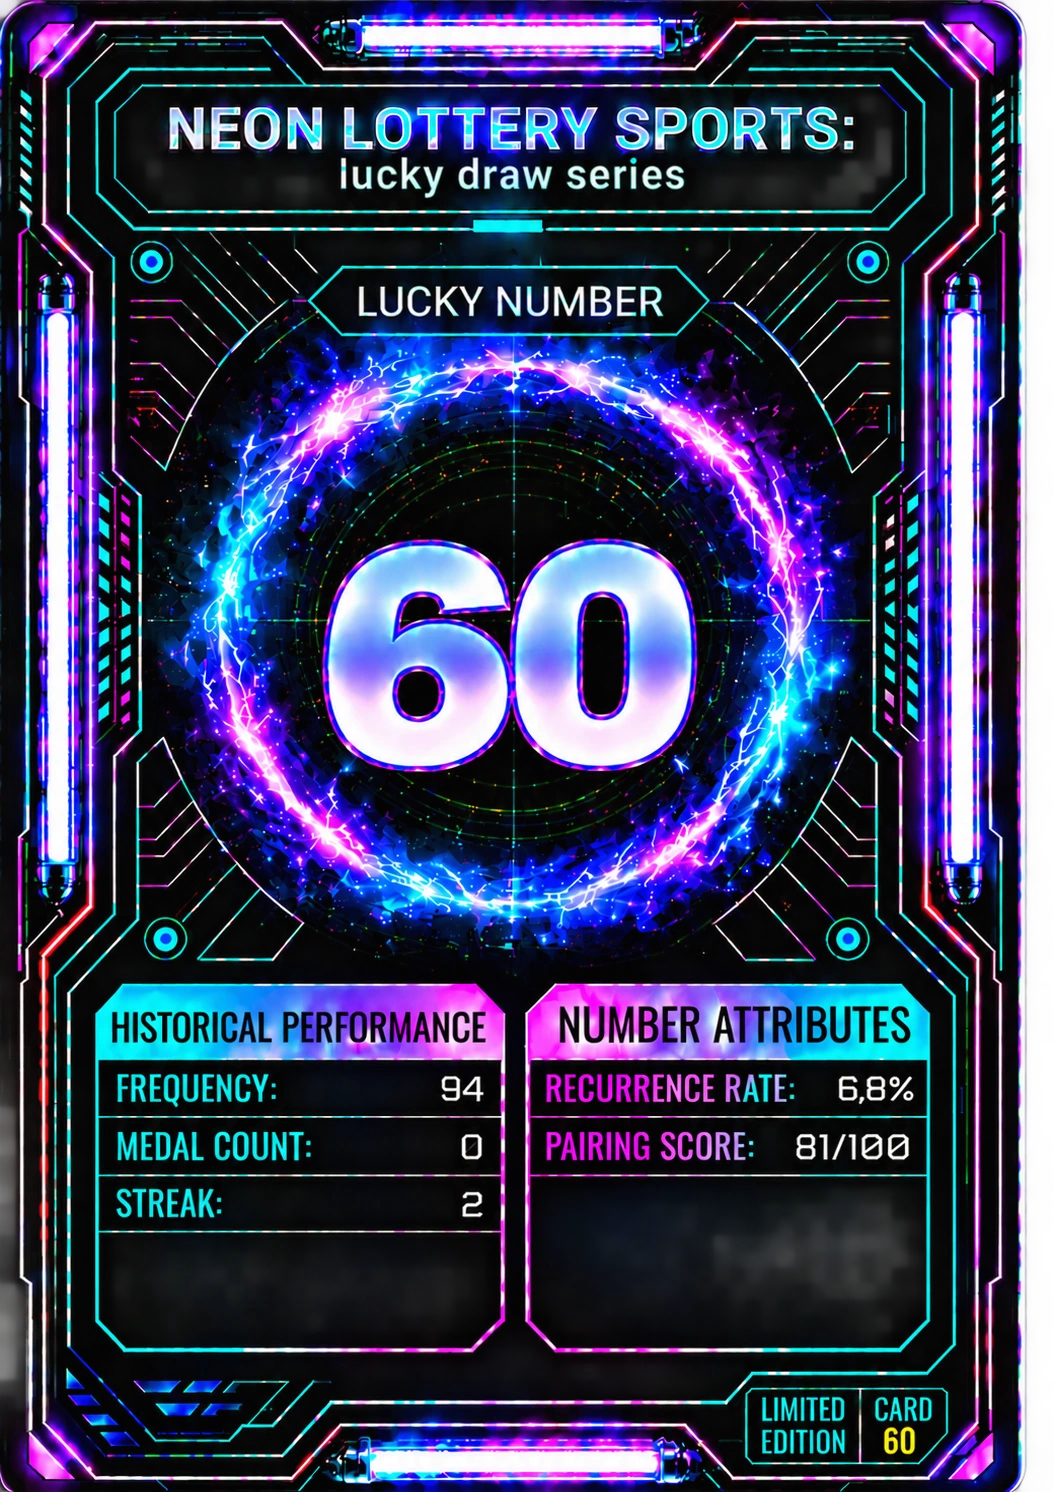 NEON LOTTERY SPORTS:
lucky draw series
LUCKY NUMBER
60
HISTORICAL PERFORMANCE
FREQUENCY: 94
MEDAL COUNT: 0
STREAK: 2
NUMBER ATTRIBUTES
RECURRENCE RATE: 6,8%
PAIRING SCORE: 81/100
LIMITED
EDITION
CARD
60